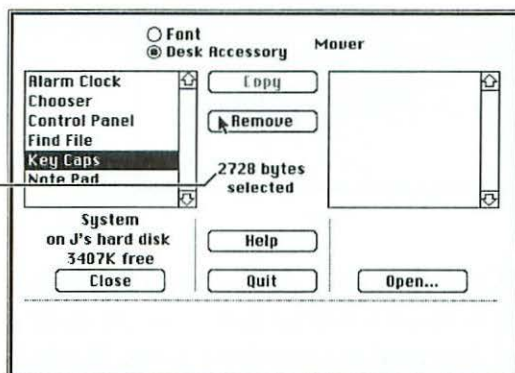 Font
Desk Accessory
Mover
Alarm Clock
Chooser
Control Panel
Find File
Key Caps
Note Pad
Copy
Remove
2728 bytes
selected
System
on J's hard disk
3407K free
Close
Help
Quit
Open...